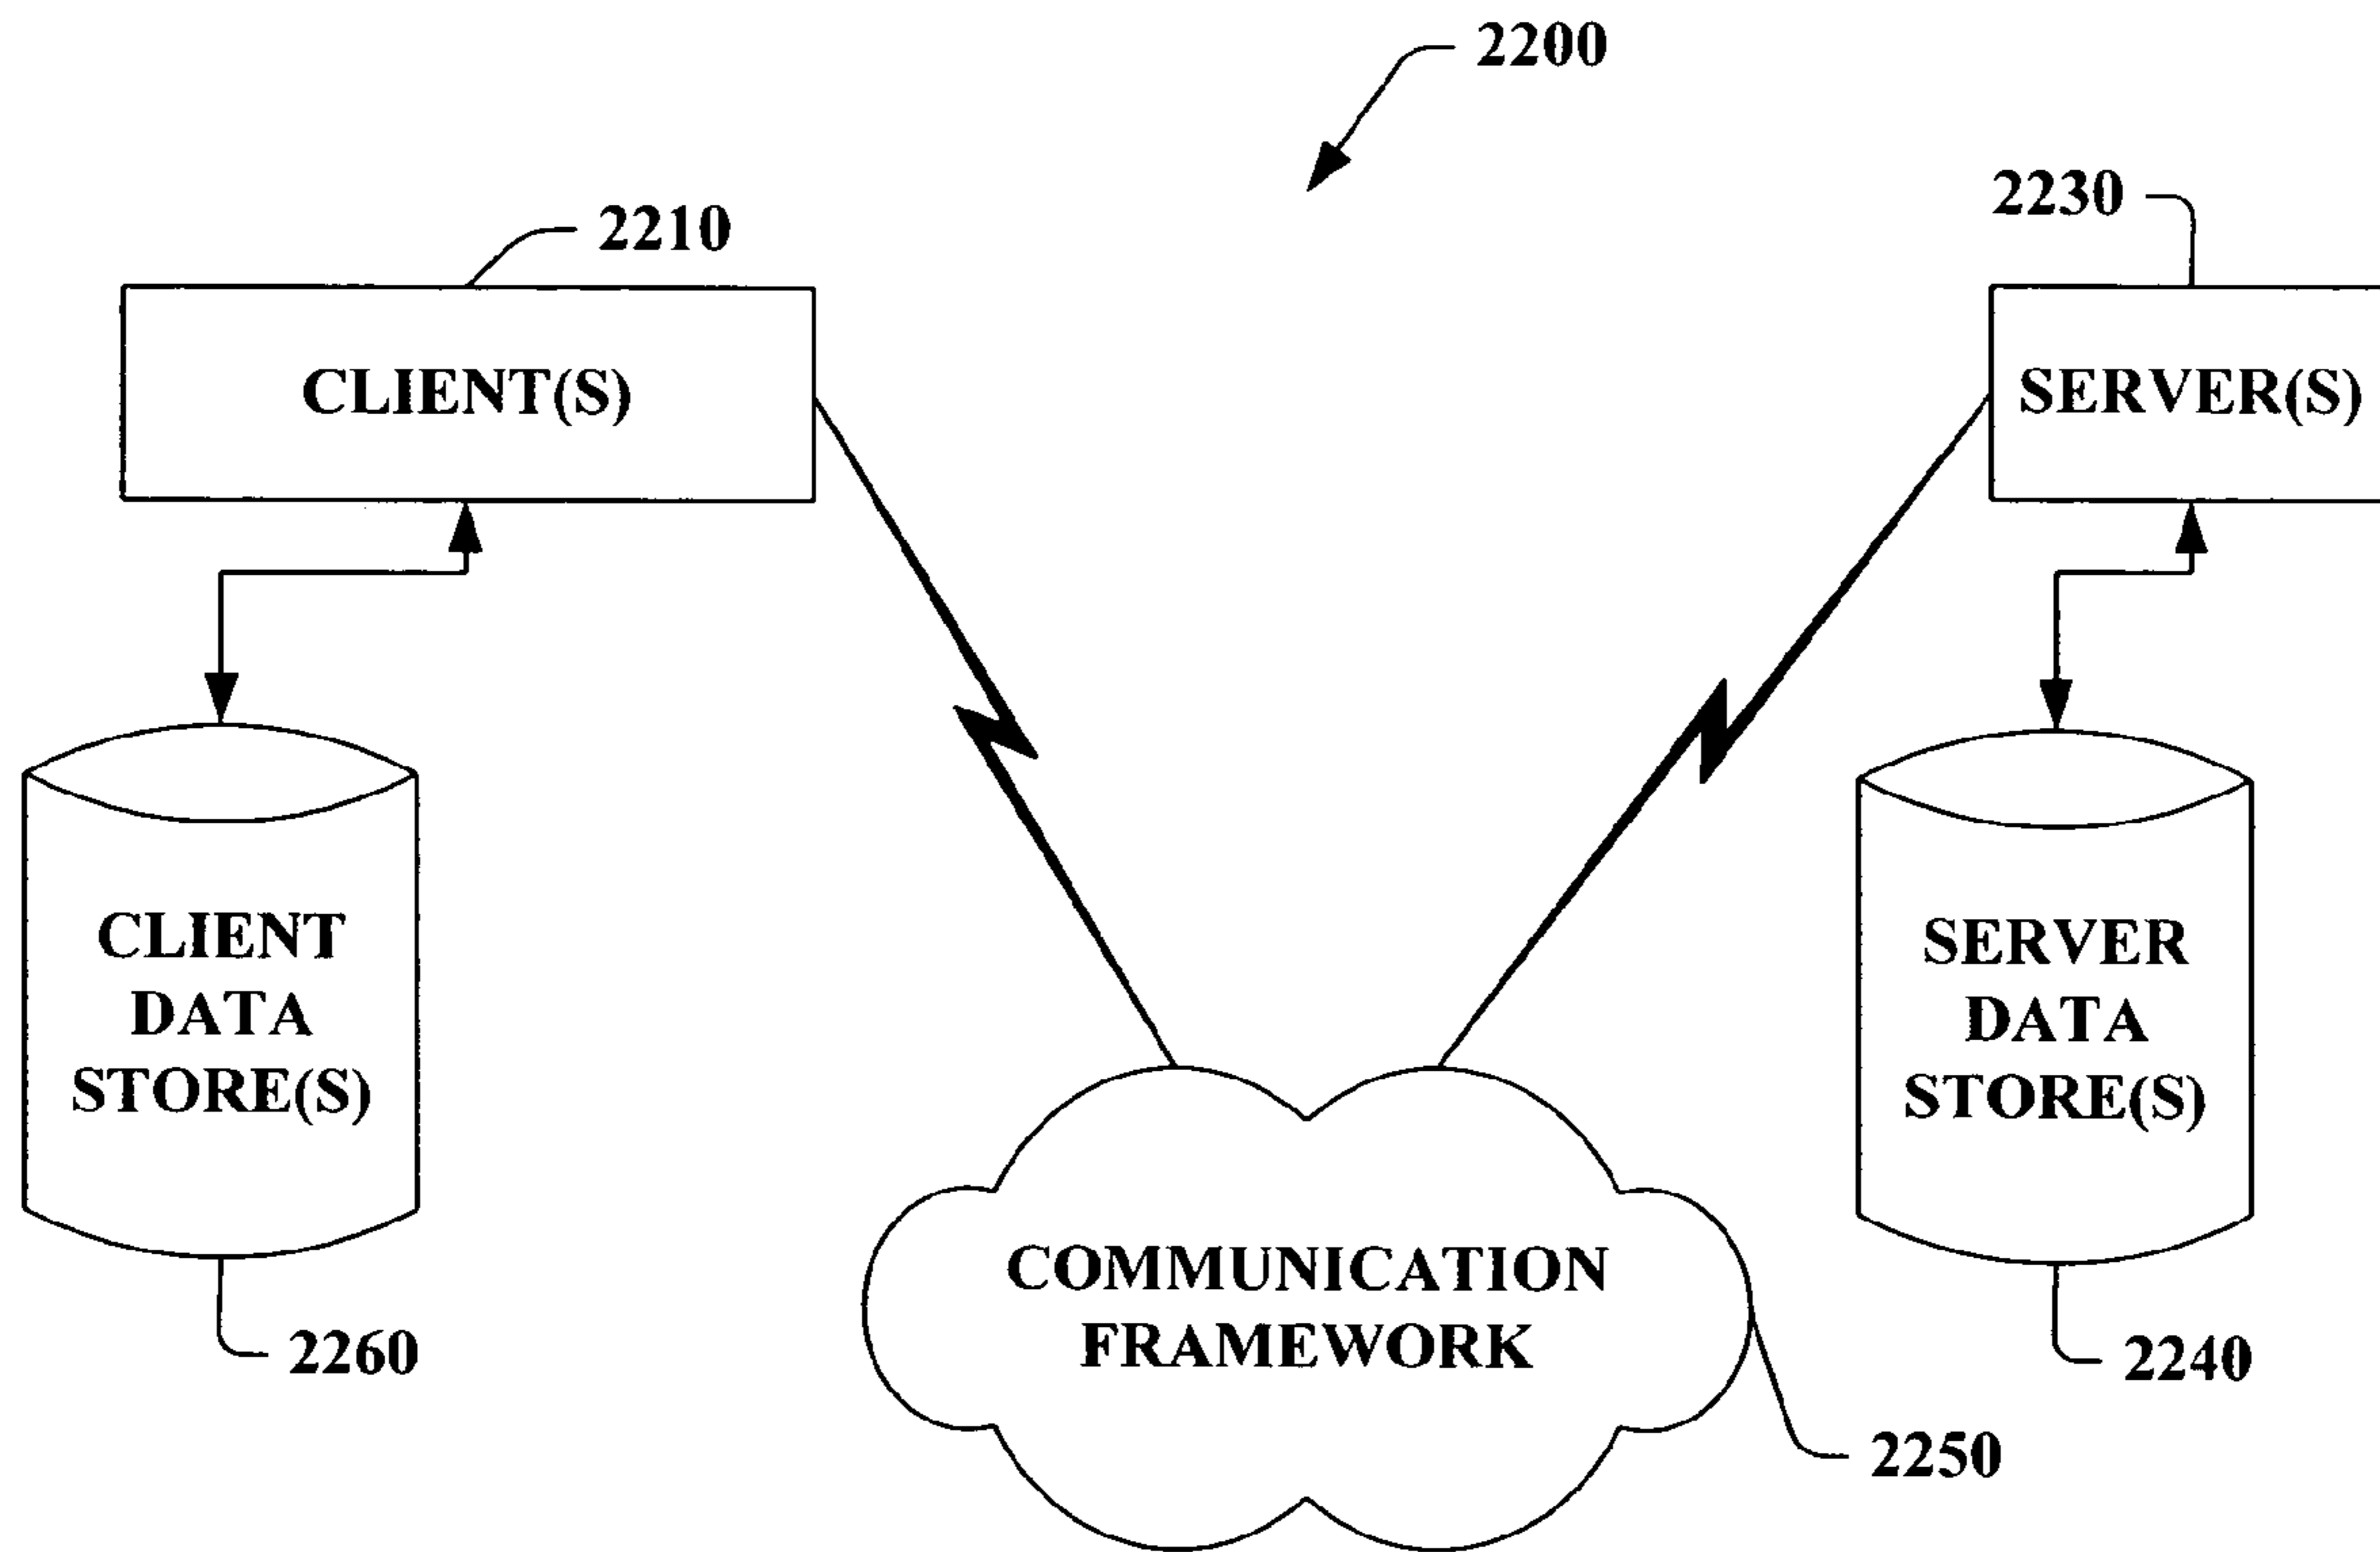 2200
2210
2230
CLIENT(S)
SERVER(S)
CLIENT
DATA
STORE(S)
SERVER
DATA
STORE(S)
COMMUNICATION
FRAMEWORK
2260
2240
2250